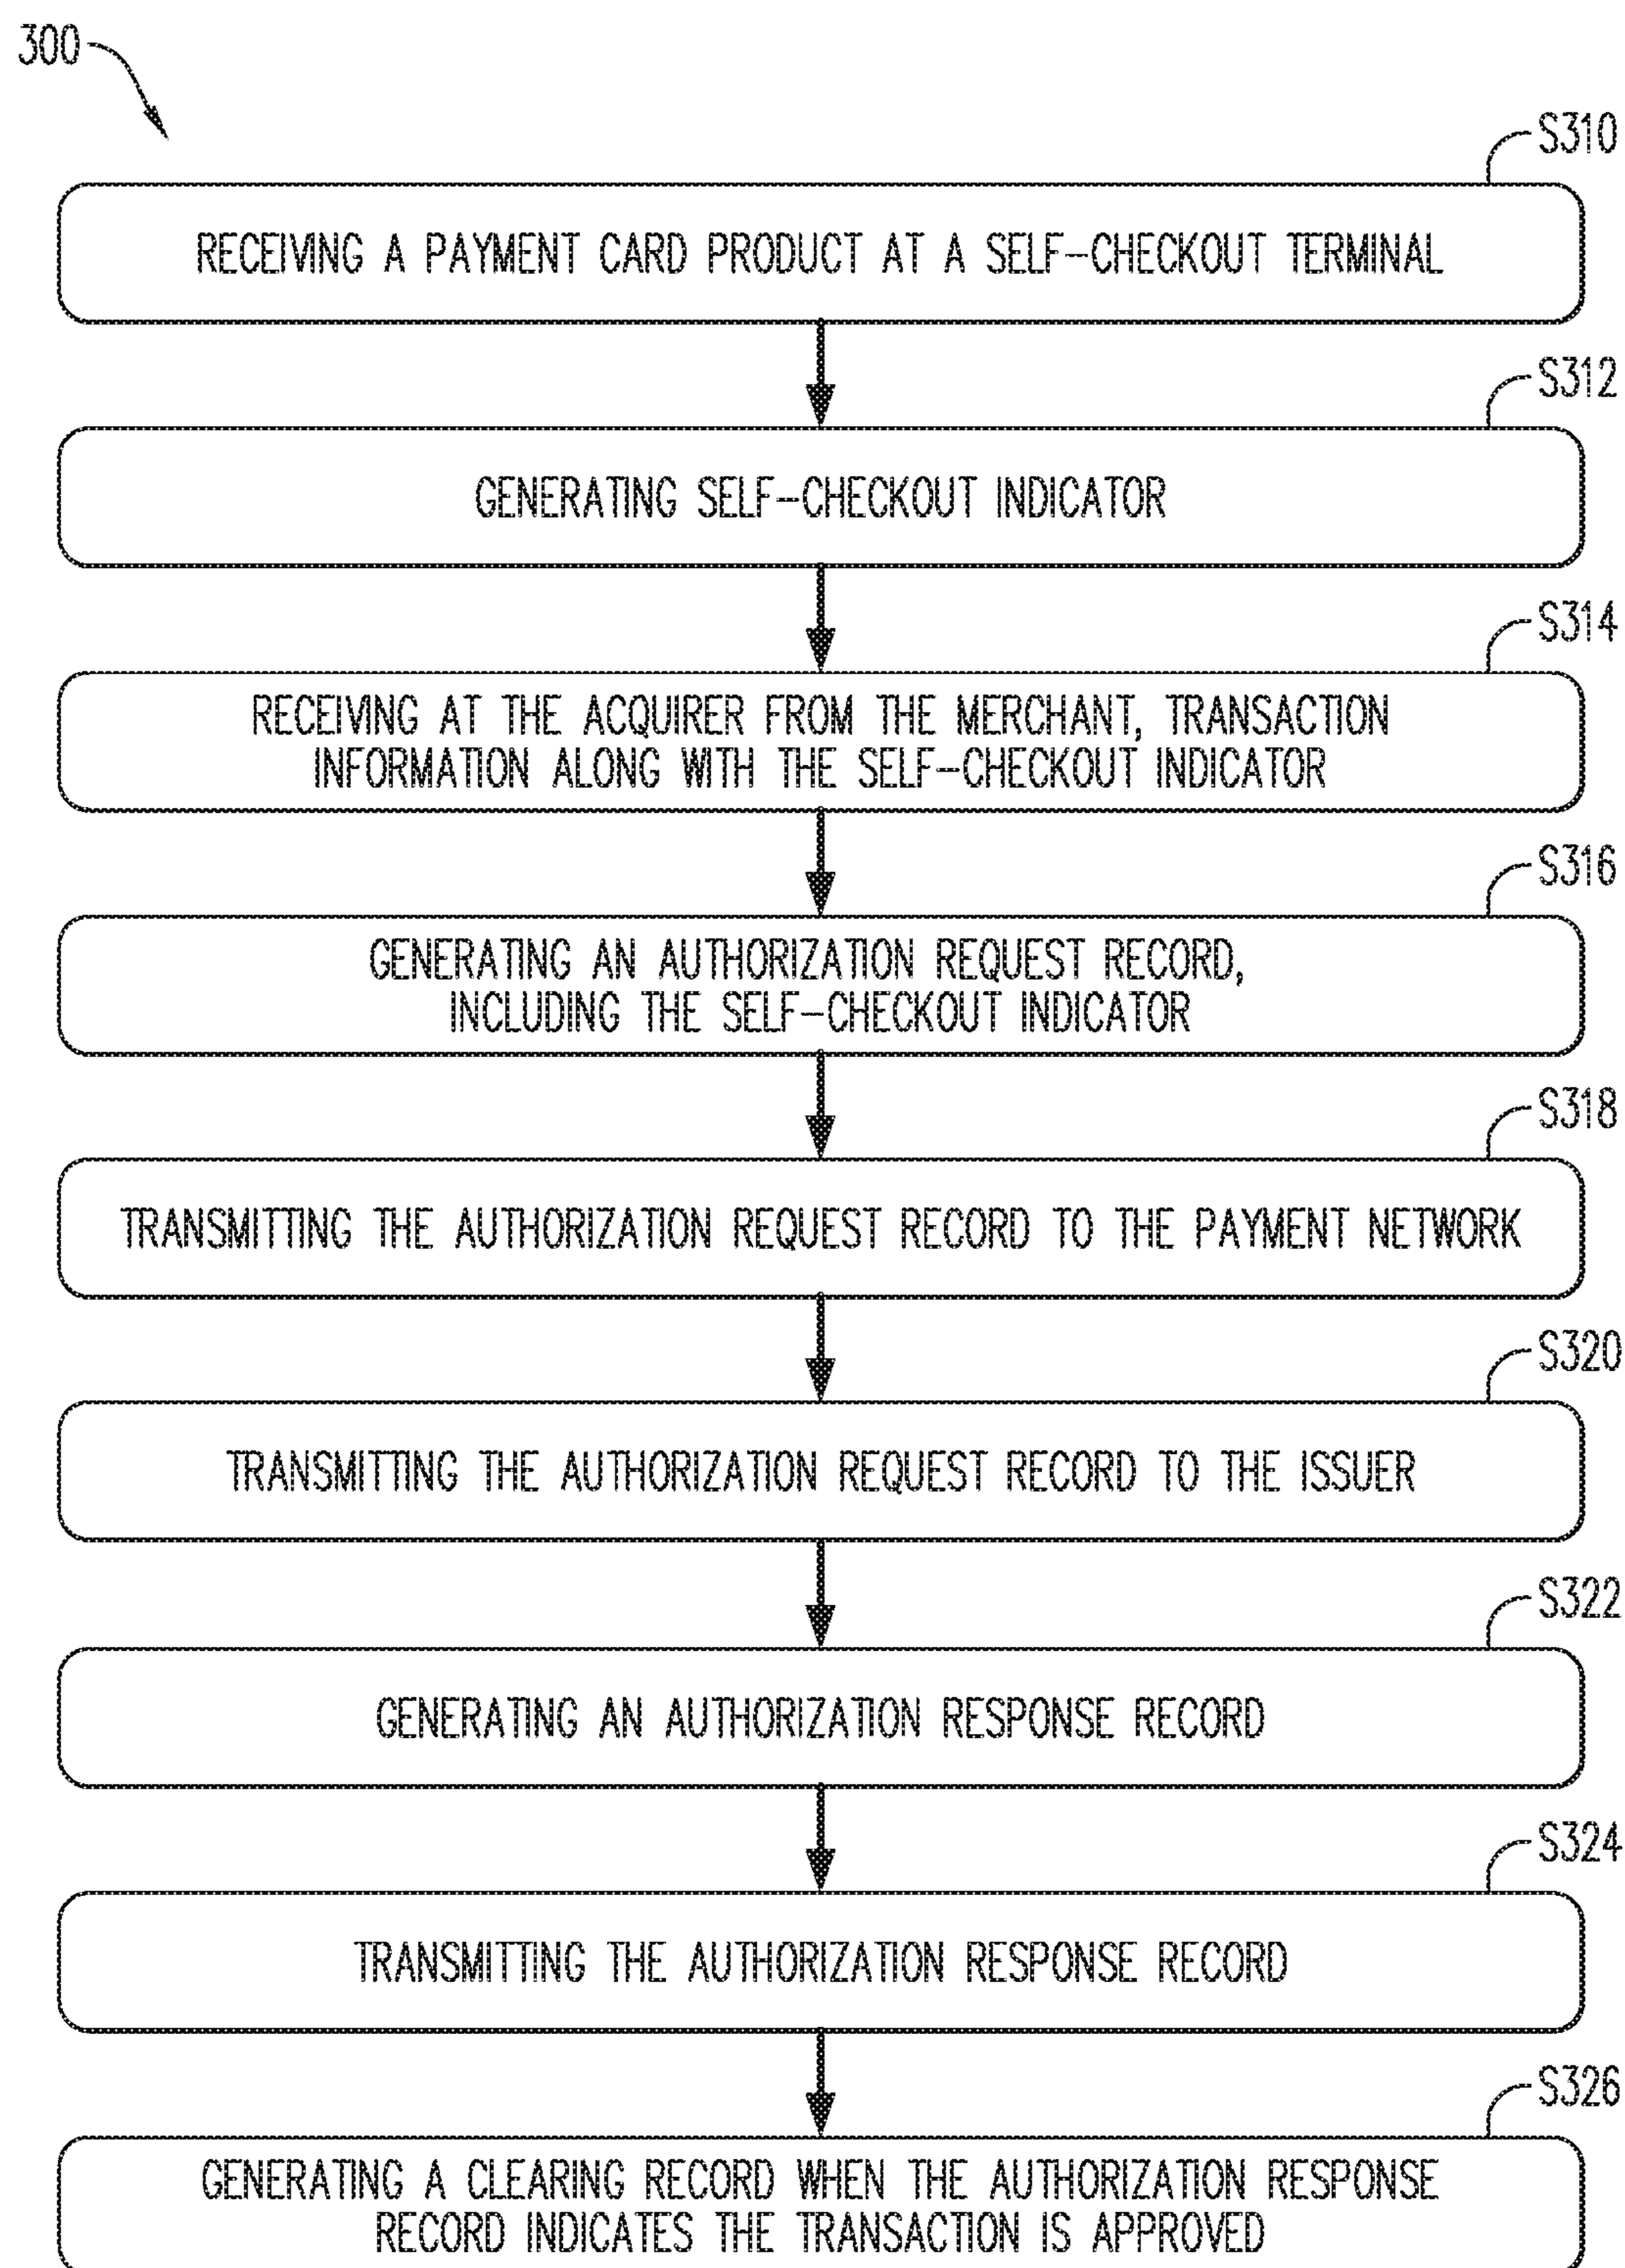 300
S310
RECEIVING A PAYMENT CARD PRODUCT AT A SELF-CHECKOUT TERMINAL
S312
GENERATING SELF-CHECKOUT INDICATOR
S314
RECEIVING AT THE ACQUIRER FROM THE MERCHANT, TRANSACTION
INFORMATION ALONG WITH THE SELF-CHECKOUT INDICATOR
S316
GENERATING AN AUTHORIZATION REQUEST RECORD,
INCLUDING THE SELF-CHECKOUT INDICATOR
S318
TRANSMITTING THE AUTHORIZATION REQUEST RECORD TO THE PAYMENT NETWORK
S320
TRANSMITTING THE AUTHORIZATION REQUEST RECORD TO THE ISSUER
S322
GENERATING AN AUTHORIZATION RESPONSE RECORD
S324
TRANSMITTING THE AUTHORIZATION RESPONSE RECORD
S326
GENERATING A CLEARING RECORD WHEN THE AUTHORIZATION RESPONSE
RECORD INDICATES THE TRANSACTION IS APPROVED